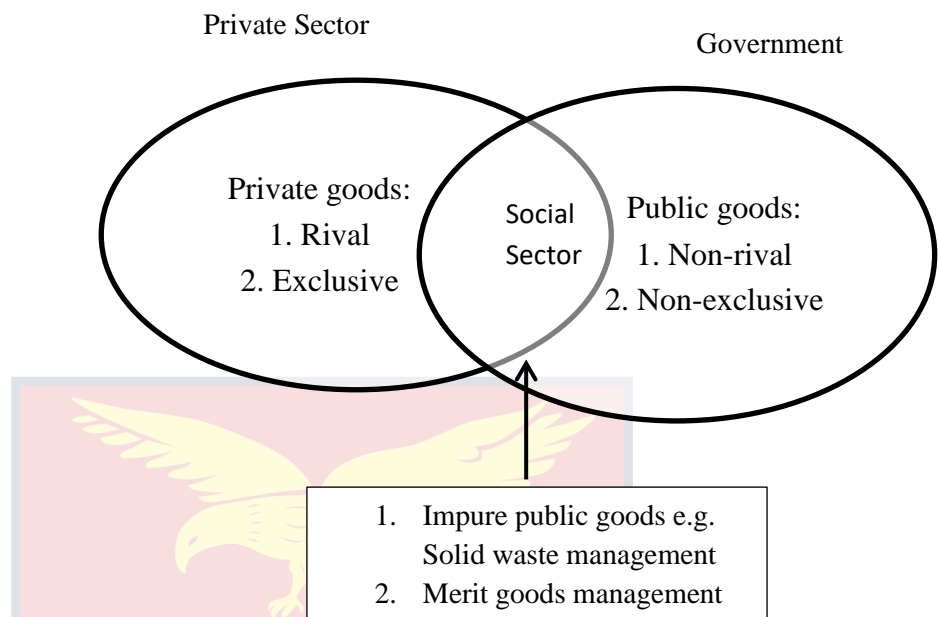 Private Sector
Government
Private goods:
1. Rival
2. Exclusive
Social
Sector
Public goods:
1. Non-rival
2. Non-exclusive
1. Impure public goods e.g.
Solid waste management
2. Merit goods management